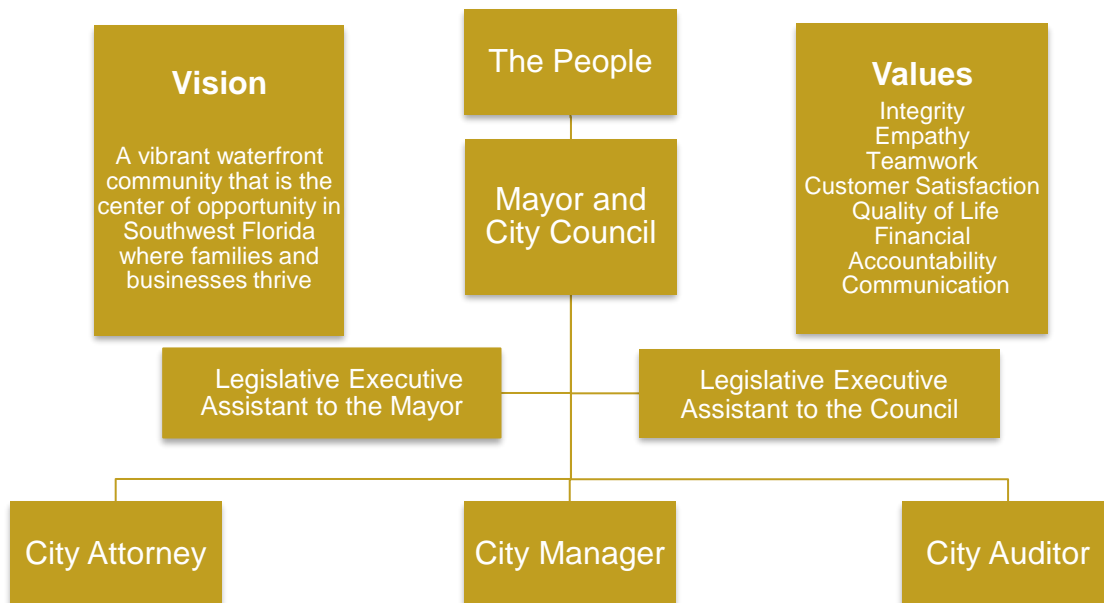 Vision
A vibrant waterfront
community that is the
center of opportunity in
Southwest Florida
where families and
businesses thrive
The People
Mayor and
City Council
Values
Integrity
Empathy
Teamwork
Customer Satisfaction
Quality of Life
Financial
Accountability
Communication
Legislative Executive
Assistant to the Mayor
Legislative Executive
Assistant to the Council
City Attorney
City Manager
City Auditor